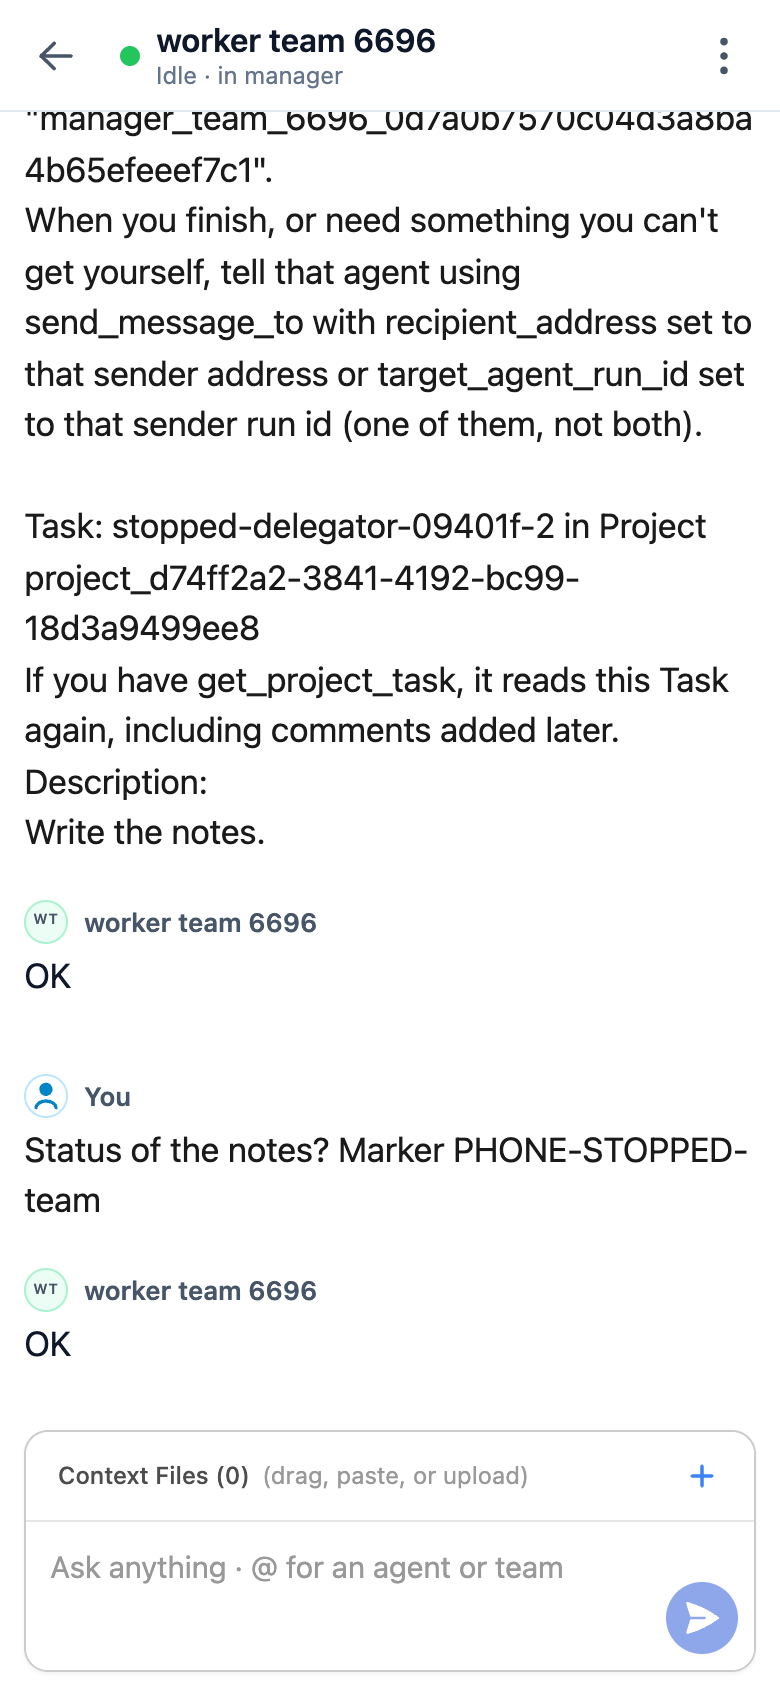 worker team 6696
Idle · in manager
"manager_team_6696_0d7a0b7570c04d3a8ba
4b65efeeef7c1".
When you finish, or need something you can't
get yourself, tell that agent using
send_message_to with recipient_address set to
that sender address or target_agent_run_id set
to that sender run id (one of them, not both).
Task: stopped-delegator-09401f-2 in Project
project_d74ff2a2-3841-4192-bc99-
18d3a9499ee8
If you have get_project_task, it reads this Task
again, including comments added later.
Description:
Write the notes.
WT worker team 6696
OK
You
Status of the notes? Marker PHONE-STOPPED-
team
WT worker team 6696
OK
Context Files (0) (drag, paste, or upload)
Ask anything · @ for an agent or team